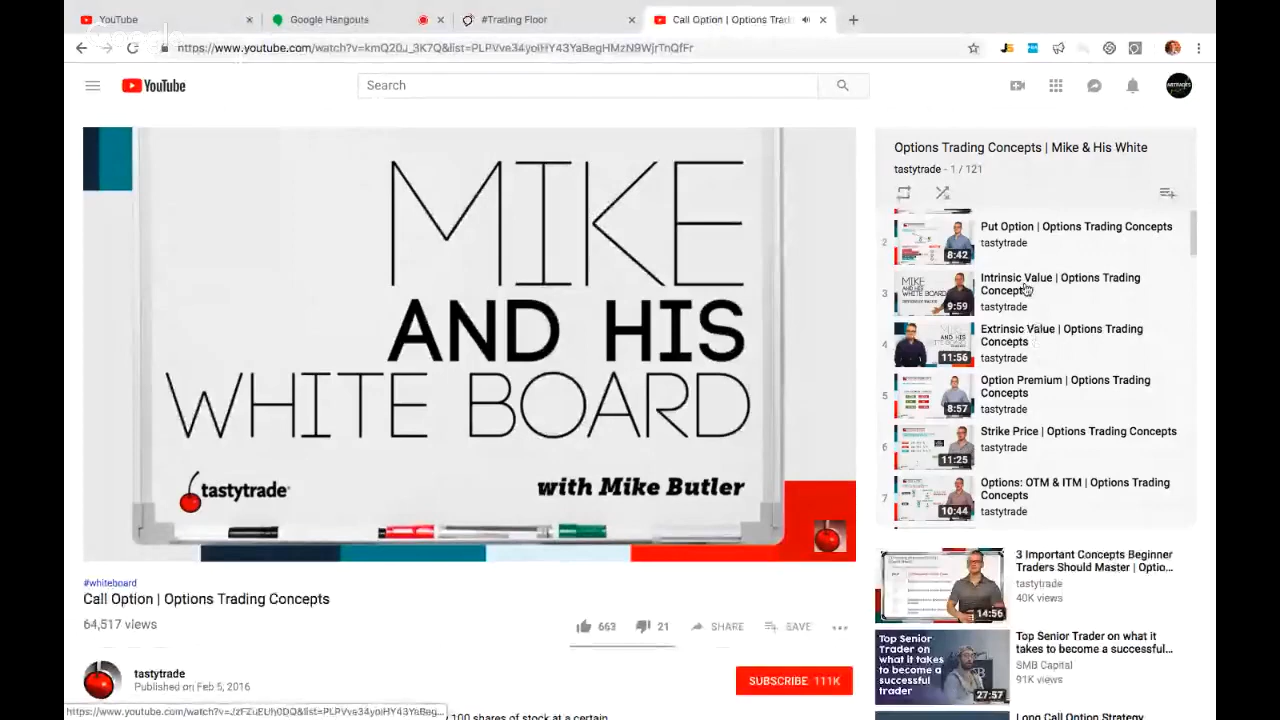 YouTube
Google Hangouts
#Trading Floor
Call Option | Options Trad
Google
https://www.youtube.com/watch?v=kmQ20J_3K7Q&list=PLPVve34yolHY43YaBegHMzN9WjrTnQfFr
YouTube
Search
MIKE
AND HIS
WHITE BOARD
tastytrade
with Mike Butler
#whiteboard
Call Option | Options Trading Concepts
64,517 views
663
21
SHARE
SAVE
tastytrade
Published on Feb 5, 2016
SUBSCRIBE 111K
100 shares of stock at a certain
Options Trading Concepts | Mike & His White
tastytrade - 1 / 121
2
Put Option | Options Trading Concepts
tastytrade
8:42
3
Intrinsic Value | Options Trading
Concepts
tastytrade
9:59
4
Extrinsic Value | Options Trading
Concepts
tastytrade
11:56
5
Option Premium | Options Trading
Concepts
tastytrade
8:57
6
Strike Price | Options Trading Concepts
tastytrade
11:25
7
Options: OTM & ITM | Options Trading
Concepts
tastytrade
10:44
3 Important Concepts Beginner
Traders Should Master | Optio...
tastytrade
40K views
14:56
Top Senior
Trader on
what it takes
to become a
successful
trader
27:57
Top Senior Trader on what it
takes to become a successful...
SMB Capital
91K views
Long Call Option Strategy